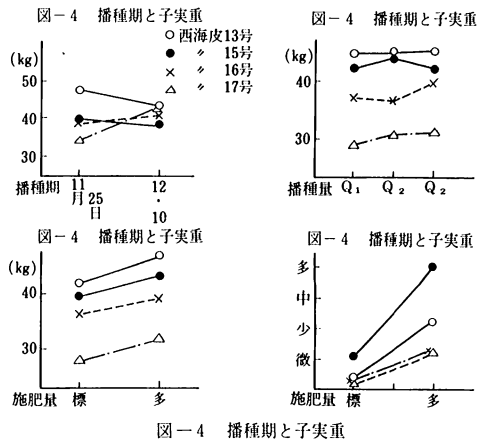 図－4　播種期と子実重
(kg)
○西海皮13号
●　〃　15号
×　〃　16号
△　〃　17号
50
40
30
播種期
11月25日
12・10
図－4　播種期と子実重
(kg)
40
30
播種量
Q₁
Q₂
Q₂
図－4　播種期と子実重
(kg)
40
30
施肥量
標
多
図－4　播種期と子実重
多
中
少
微
施肥量
標
多
図－4　播種期と子実重